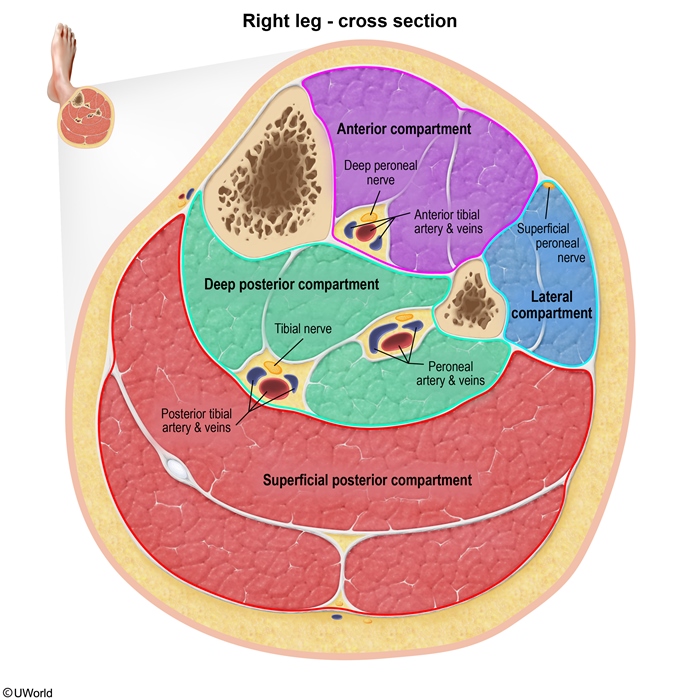 Right leg - cross section
Anterior compartment
Deep peroneal
nerve
Anterior tibial
artery & veins
Superficial
peroneal
nerve
Deep posterior compartment
Lateral
compartment
Tibial nerve
Peroneal
artery & veins
Posterior tibial
artery & veins
Superficial posterior compartment
©UWorld